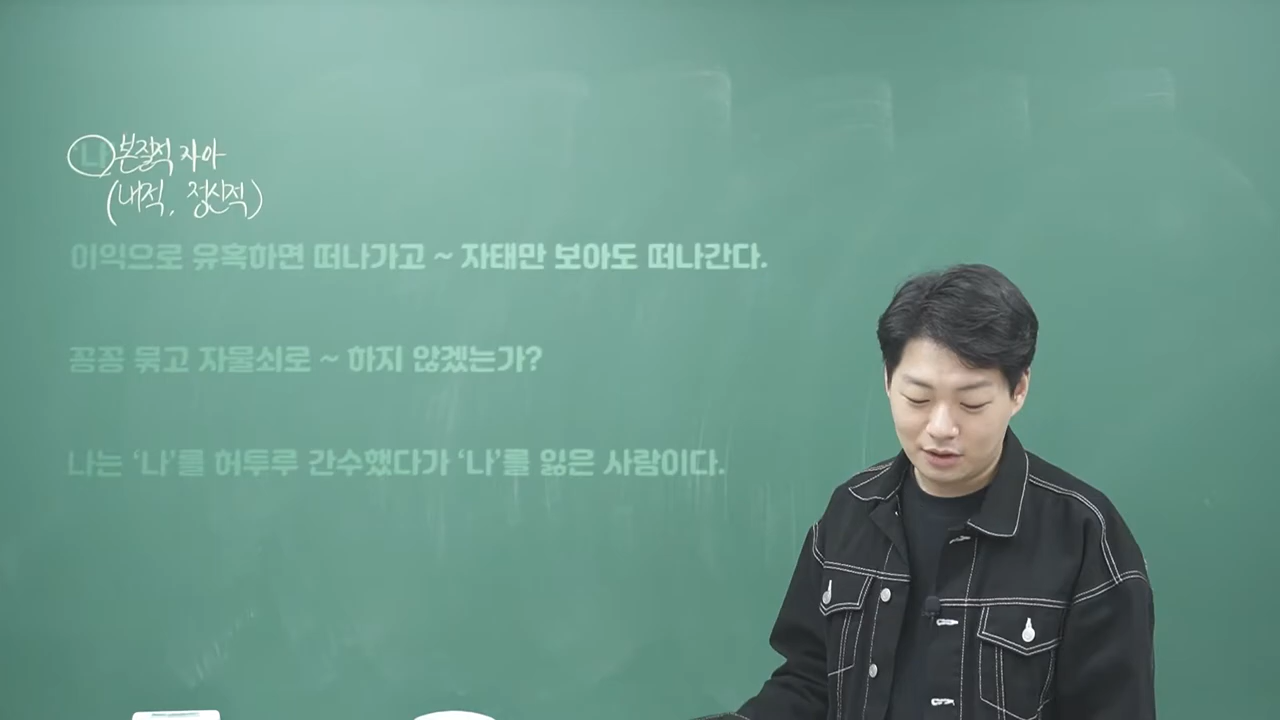 나 본질적 자아
(내적, 정신적)
이익으로 유혹하면 떠나가고 ~ 자태만 보아도 떠나간다.
꽁꽁 묶고 자물쇠로 ~ 하지 않겠는가?
나는 ‘나’를 허투루 간수했다가 ‘나’를 잃은 사람이다.